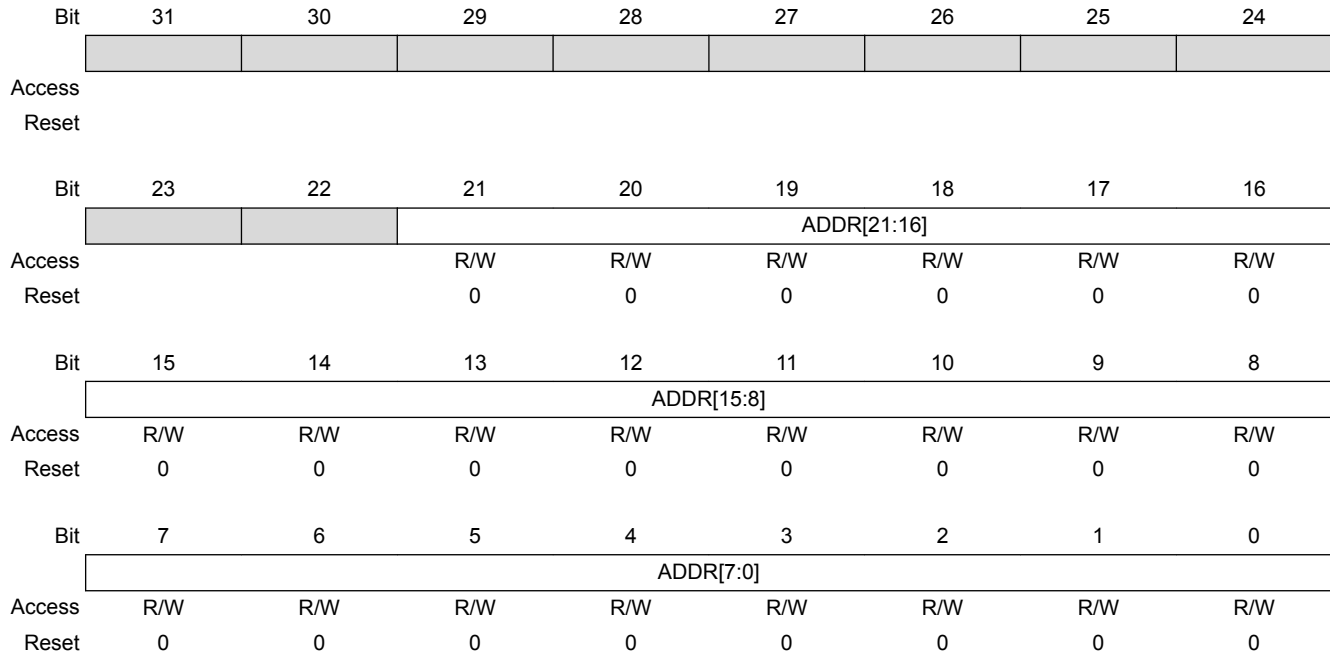 Bit 31 30 29 28 27 26 25 24
Access
Reset
Bit 23 22 21 20 19 18 17 16
ADDR[21:16]
Access R/W R/W R/W R/W R/W R/W
Reset 0 0 0 0 0 0
Bit 15 14 13 12 11 10 9 8
ADDR[15:8]
Access R/W R/W R/W R/W R/W R/W R/W R/W
Reset 0 0 0 0 0 0 0 0
Bit 7 6 5 4 3 2 1 0
ADDR[7:0]
Access R/W R/W R/W R/W R/W R/W R/W R/W
Reset 0 0 0 0 0 0 0 0